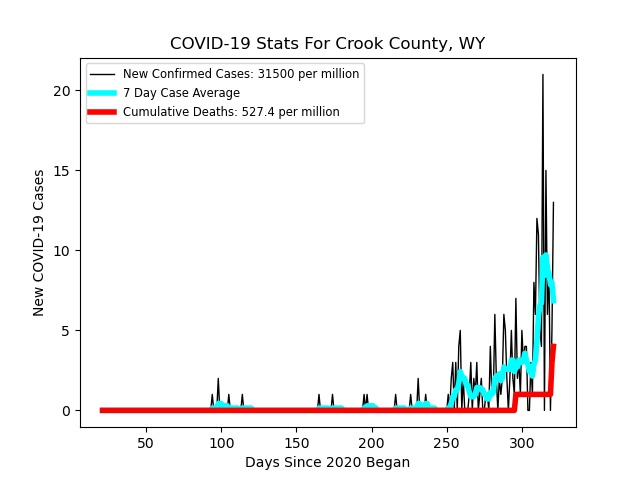 COVID-19 Stats For Crook County, WY
New Confirmed Cases: 31500 per million
7 Day Case Average
Cumulative Deaths: 527.4 per million
New COVID-19 Cases
20
15
10
5
0
50 100 150 200 250 300
Days Since 2020 Began